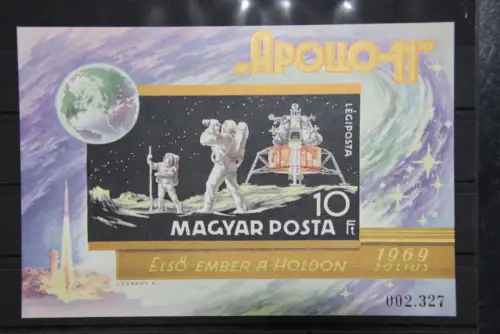 „APOLLO-11”
LÉGIPOSTA
10
Ft
MAGYAR POSTA
ELSŐ EMBER A HOLDON
1969
JÚLIUS
002.327